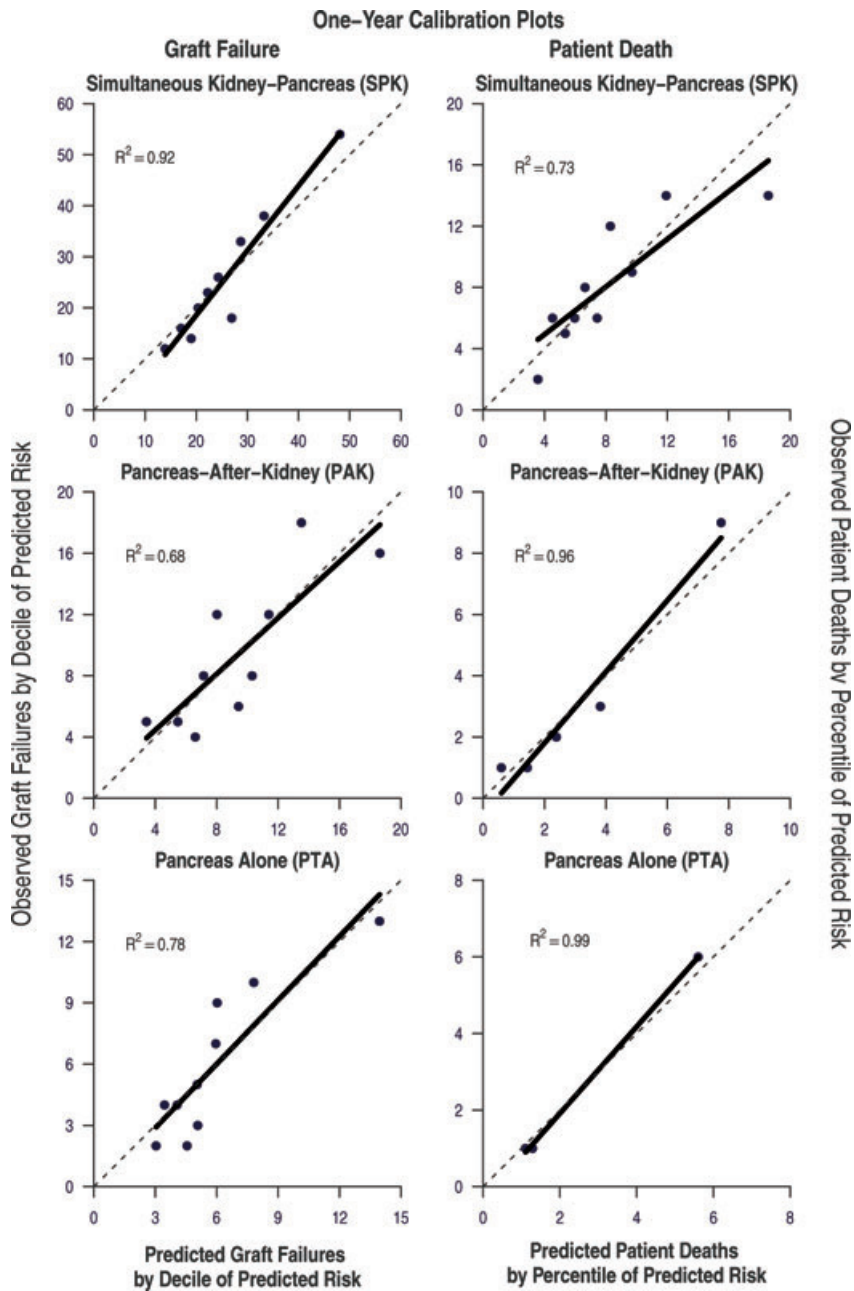 One–Year Calibration Plots
Graft Failure
Patient Death
Simultaneous Kidney–Pancreas (SPK)
60
50
40
30
20
10
0
R² = 0.92
0 10 20 30 40 50 60
Simultaneous Kidney–Pancreas (SPK)
20
16
12
8
4
0
R² = 0.73
0 4 8 12 16 20
Observed Graft Failures by Decile of Predicted Risk
Pancreas–After–Kidney (PAK)
20
16
12
8
4
0
R² = 0.68
0 4 8 12 16 20
Pancreas–After–Kidney (PAK)
10
8
6
4
2
0
R² = 0.96
0 2 4 6 8 10
Observed Patient Deaths by Percentile of Predicted Risk
Pancreas Alone (PTA)
15
12
9
6
3
0
R² = 0.78
0 3 6 9 12 15
Predicted Graft Failures
by Decile of Predicted Risk
Pancreas Alone (PTA)
8
6
4
2
0
R² = 0.99
0 2 4 6 8
Predicted Patient Deaths
by Percentile of Predicted Risk